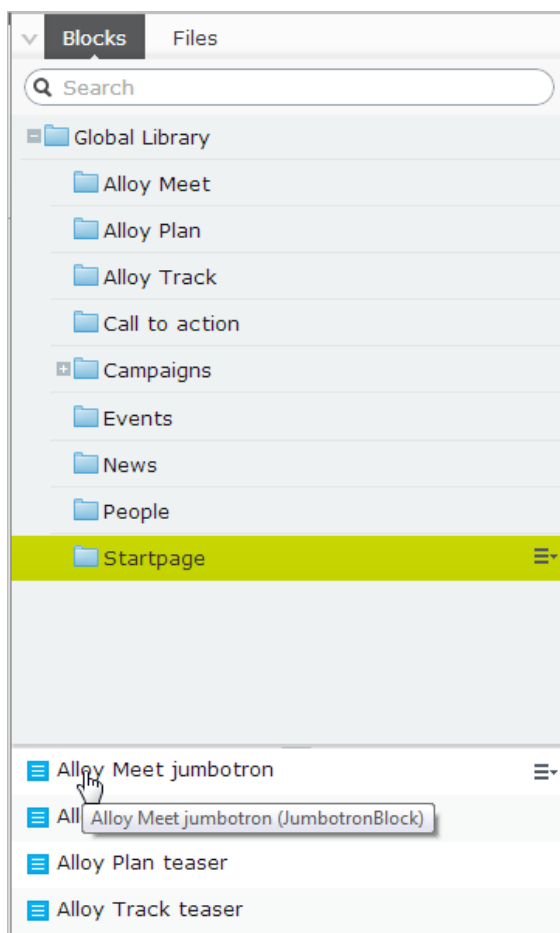 Blocks Files
Search
Global Library
Alloy Meet
Alloy Plan
Alloy Track
Call to action
Campaigns
Events
News
People
Startpage
Alloy Meet jumbotron
All
Alloy Meet jumbotron (JumbotronBlock)
Alloy Plan teaser
Alloy Track teaser